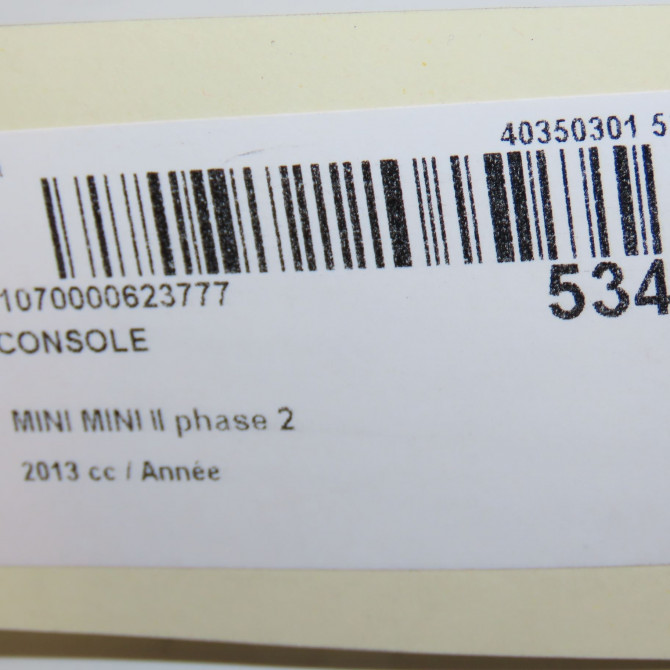 40350301 5
534
1070000623777
CONSOLE
MINI MINI II phase 2
2013 cc / Année